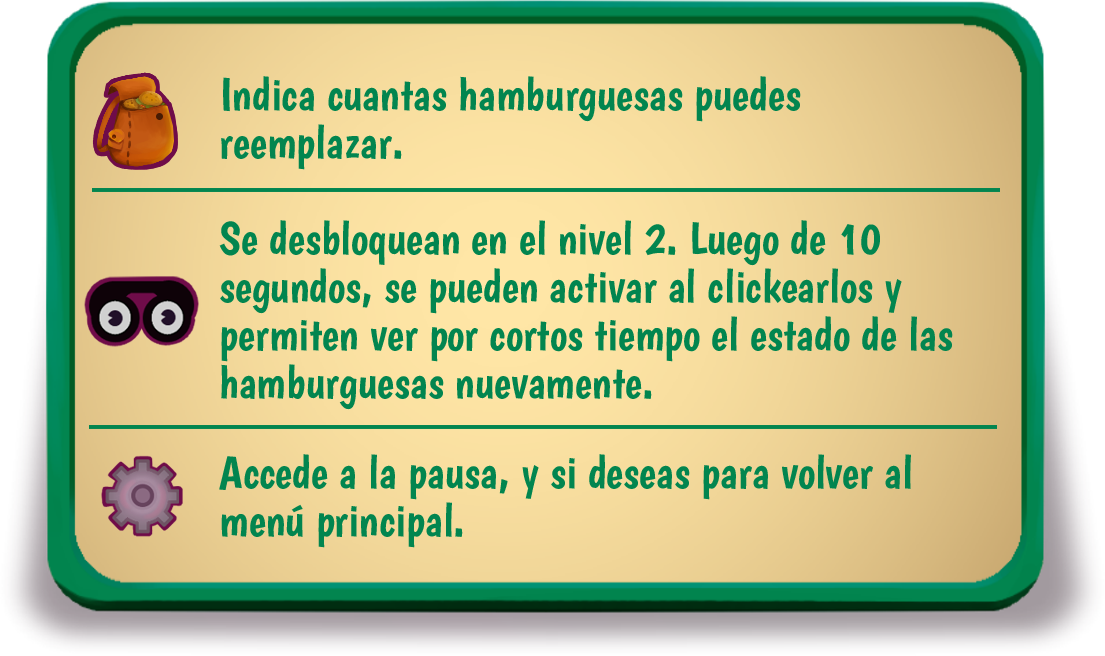 Indica cuantas hamburguesas puedes
reemplazar.
Se desbloquean en el nivel 2. Luego de 10
segundos, se pueden activar al clickearlos y
permiten ver por cortos tiempo el estado de las
hamburguesas nuevamente.
Accede a la pausa, y si deseas para volver al
menú principal.